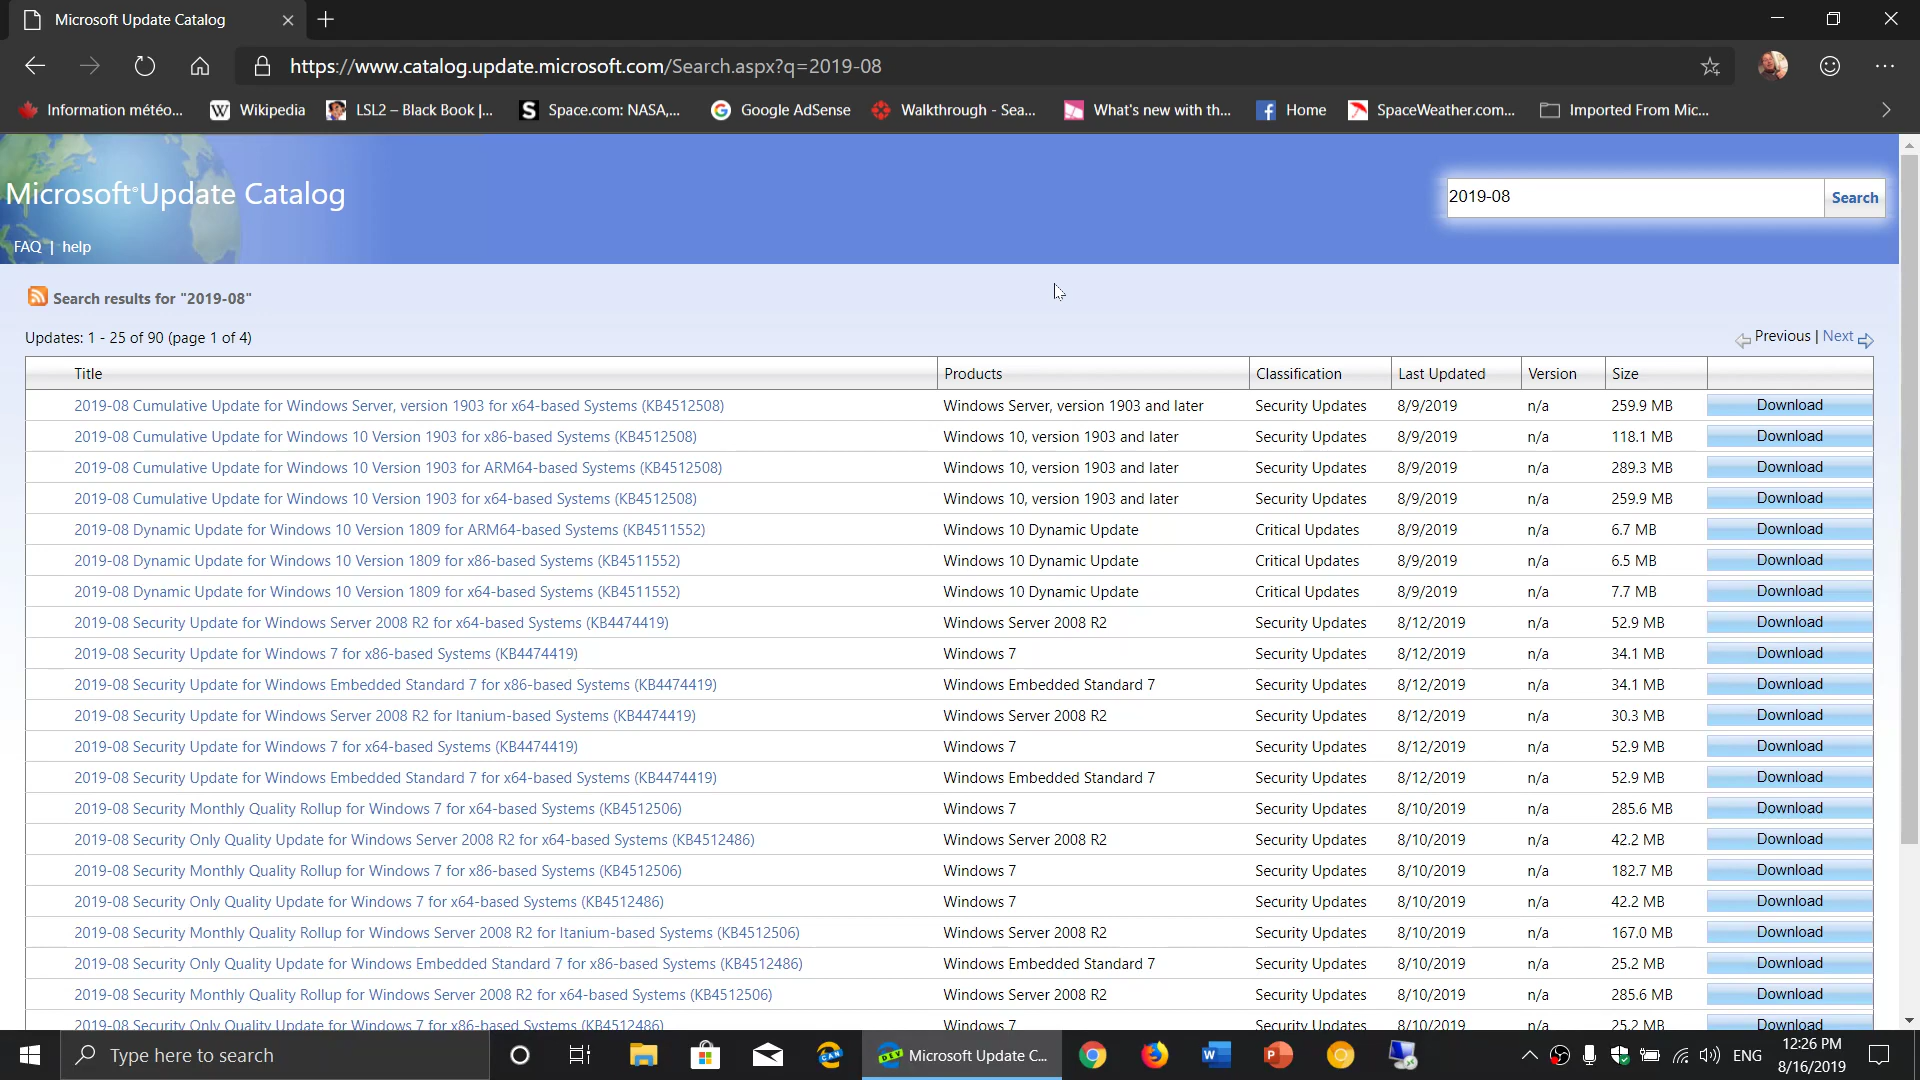 Microsoft Update Catalog
https://www.catalog.update.microsoft.com/Search.aspx?q=2019-08
Information météo... Wikipedia LSL2 – Black Book |... Space.com: NASA,... Google AdSense Walkthrough - Sea... What's new with th... Home SpaceWeather.com... Imported From Mic...
Microsoft®Update Catalog
2019-08 Search
FAQ | help
Search results for "2019-08"
Updates: 1 - 25 of 90 (page 1 of 4) Previous | Next
Title Products Classification Last Updated Version Size
2019-08 Cumulative Update for Windows Server, version 1903 for x64-based Systems (KB4512508) Windows Server, version 1903 and later Security Updates 8/9/2019 n/a 259.9 MB Download
2019-08 Cumulative Update for Windows 10 Version 1903 for x86-based Systems (KB4512508) Windows 10, version 1903 and later Security Updates 8/9/2019 n/a 118.1 MB Download
2019-08 Cumulative Update for Windows 10 Version 1903 for ARM64-based Systems (KB4512508) Windows 10, version 1903 and later Security Updates 8/9/2019 n/a 289.3 MB Download
2019-08 Cumulative Update for Windows 10 Version 1903 for x64-based Systems (KB4512508) Windows 10, version 1903 and later Security Updates 8/9/2019 n/a 259.9 MB Download
2019-08 Dynamic Update for Windows 10 Version 1809 for ARM64-based Systems (KB4511552) Windows 10 Dynamic Update Critical Updates 8/9/2019 n/a 6.7 MB Download
2019-08 Dynamic Update for Windows 10 Version 1809 for x86-based Systems (KB4511552) Windows 10 Dynamic Update Critical Updates 8/9/2019 n/a 6.5 MB Download
2019-08 Dynamic Update for Windows 10 Version 1809 for x64-based Systems (KB4511552) Windows 10 Dynamic Update Critical Updates 8/9/2019 n/a 7.7 MB Download
2019-08 Security Update for Windows Server 2008 R2 for x64-based Systems (KB4474419) Windows Server 2008 R2 Security Updates 8/12/2019 n/a 52.9 MB Download
2019-08 Security Update for Windows 7 for x86-based Systems (KB4474419) Windows 7 Security Updates 8/12/2019 n/a 34.1 MB Download
2019-08 Security Update for Windows Embedded Standard 7 for x86-based Systems (KB4474419) Windows Embedded Standard 7 Security Updates 8/12/2019 n/a 34.1 MB Download
2019-08 Security Update for Windows Server 2008 R2 for Itanium-based Systems (KB4474419) Windows Server 2008 R2 Security Updates 8/12/2019 n/a 30.3 MB Download
2019-08 Security Update for Windows 7 for x64-based Systems (KB4474419) Windows 7 Security Updates 8/12/2019 n/a 52.9 MB Download
2019-08 Security Update for Windows Embedded Standard 7 for x64-based Systems (KB4474419) Windows Embedded Standard 7 Security Updates 8/12/2019 n/a 52.9 MB Download
2019-08 Security Monthly Quality Rollup for Windows 7 for x64-based Systems (KB4512506) Windows 7 Security Updates 8/10/2019 n/a 285.6 MB Download
2019-08 Security Only Quality Update for Windows Server 2008 R2 for x64-based Systems (KB4512486) Windows Server 2008 R2 Security Updates 8/10/2019 n/a 42.2 MB Download
2019-08 Security Monthly Quality Rollup for Windows 7 for x86-based Systems (KB4512506) Windows 7 Security Updates 8/10/2019 n/a 182.7 MB Download
2019-08 Security Only Quality Update for Windows 7 for x64-based Systems (KB4512486) Windows 7 Security Updates 8/10/2019 n/a 42.2 MB Download
2019-08 Security Monthly Quality Rollup for Windows Server 2008 R2 for Itanium-based Systems (KB4512506) Windows Server 2008 R2 Security Updates 8/10/2019 n/a 167.0 MB Download
2019-08 Security Only Quality Update for Windows Embedded Standard 7 for x86-based Systems (KB4512486) Windows Embedded Standard 7 Security Updates 8/10/2019 n/a 25.2 MB Download
2019-08 Security Monthly Quality Rollup for Windows Server 2008 R2 for x64-based Systems (KB4512506) Windows Server 2008 R2 Security Updates 8/10/2019 n/a 285.6 MB Download
2019-08 Security Only Quality Update for Windows 7 for x86-based Systems (KB4512486) Windows 7 Security Updates 8/10/2019 n/a 25.2 MB Download
Type here to search CAN DEV Microsoft Update C... ENG 12:26 PM
8/16/2019